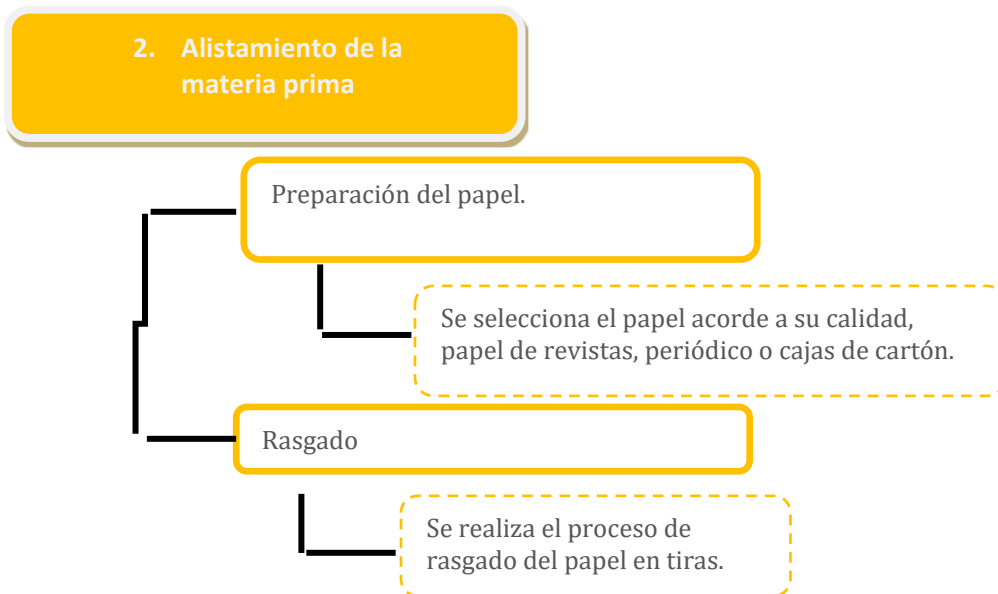 2. Alistamiento de la
materia prima
Preparación del papel.
Se selecciona el papel acorde a su calidad,
papel de revistas, periódico o cajas de cartón.
Rasgado
Se realiza el proceso de
rasgado del papel en tiras.